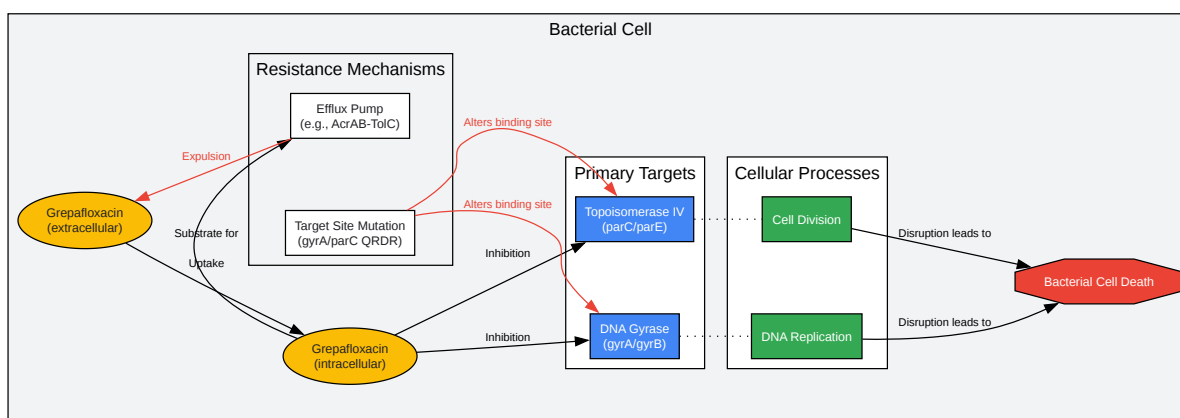 Bacterial Cell
Resistance Mechanisms
Efflux Pump
(e.g., AcrAB-TolC)
Alters binding site
Expulsion
Primary Targets
Cellular Processes
Grepafloxacin
(extracellular)
Target Site Mutation
(gyrA/parC QRDR)
Alters binding site
Topoisomerase IV
(parC/parE)
Cell Division
Substrate for
Uptake
Inhibition
Disruption leads to
Bacterial Cell Death
Grepafloxacin
(intracellular)
Inhibition
DNA Gyrase
(gyrA/gyrB)
DNA Replication
Disruption leads to